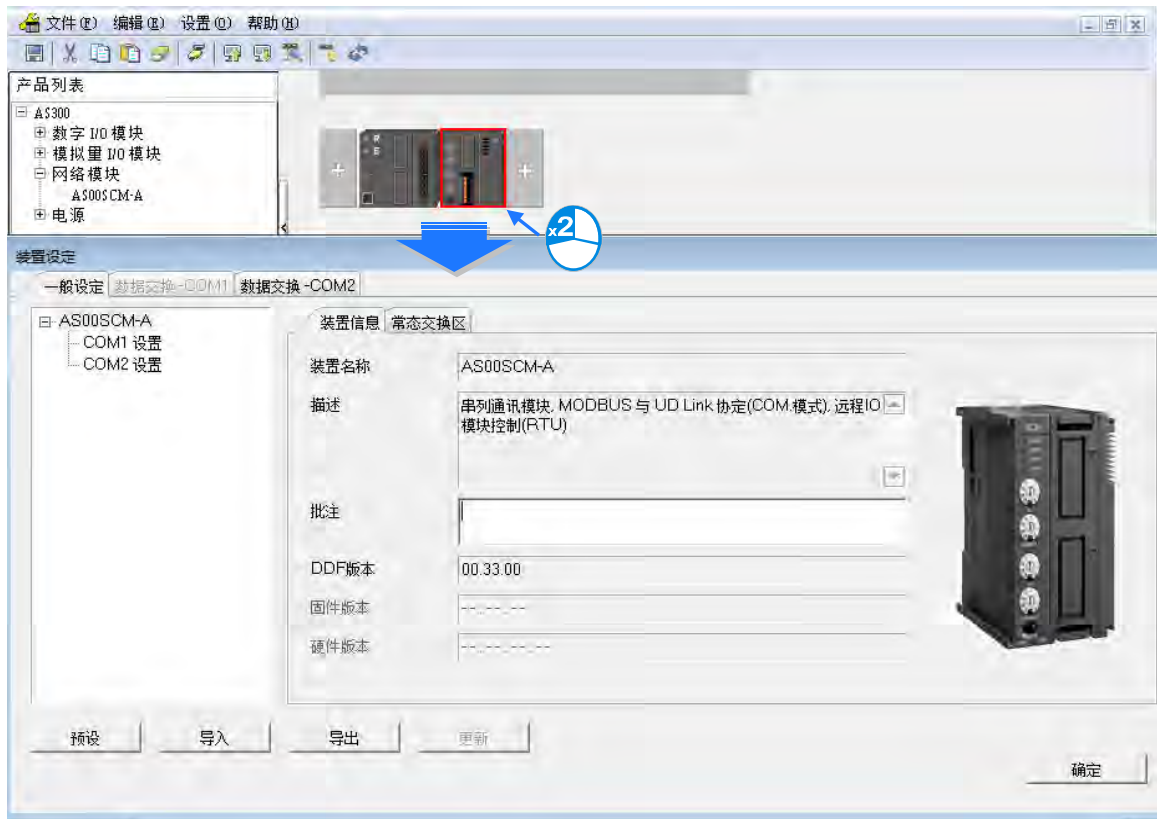 文件(F) 编辑(E) 设置(O) 帮助(H)
产品列表
AS300
数字 I/O 模块
模拟量 I/O 模块
网络模块
AS00SCM-A
电源
x2
装置设定
一般设定 数据交换-COM1 数据交换-COM2
AS00SCM-A
COM1 设置
COM2 设置
装置信息 常态交换区
装置名称 AS00SCM-A
描述 串列通讯模块, MODBUS 与 UD Link 协定(COM.模式), 远程IO
模块控制(RTU)
批注
DDF版本 00.33.00
固件版本 --.--.--
硬件版本 --.--.--.--
预设 导入 导出 更新
确定